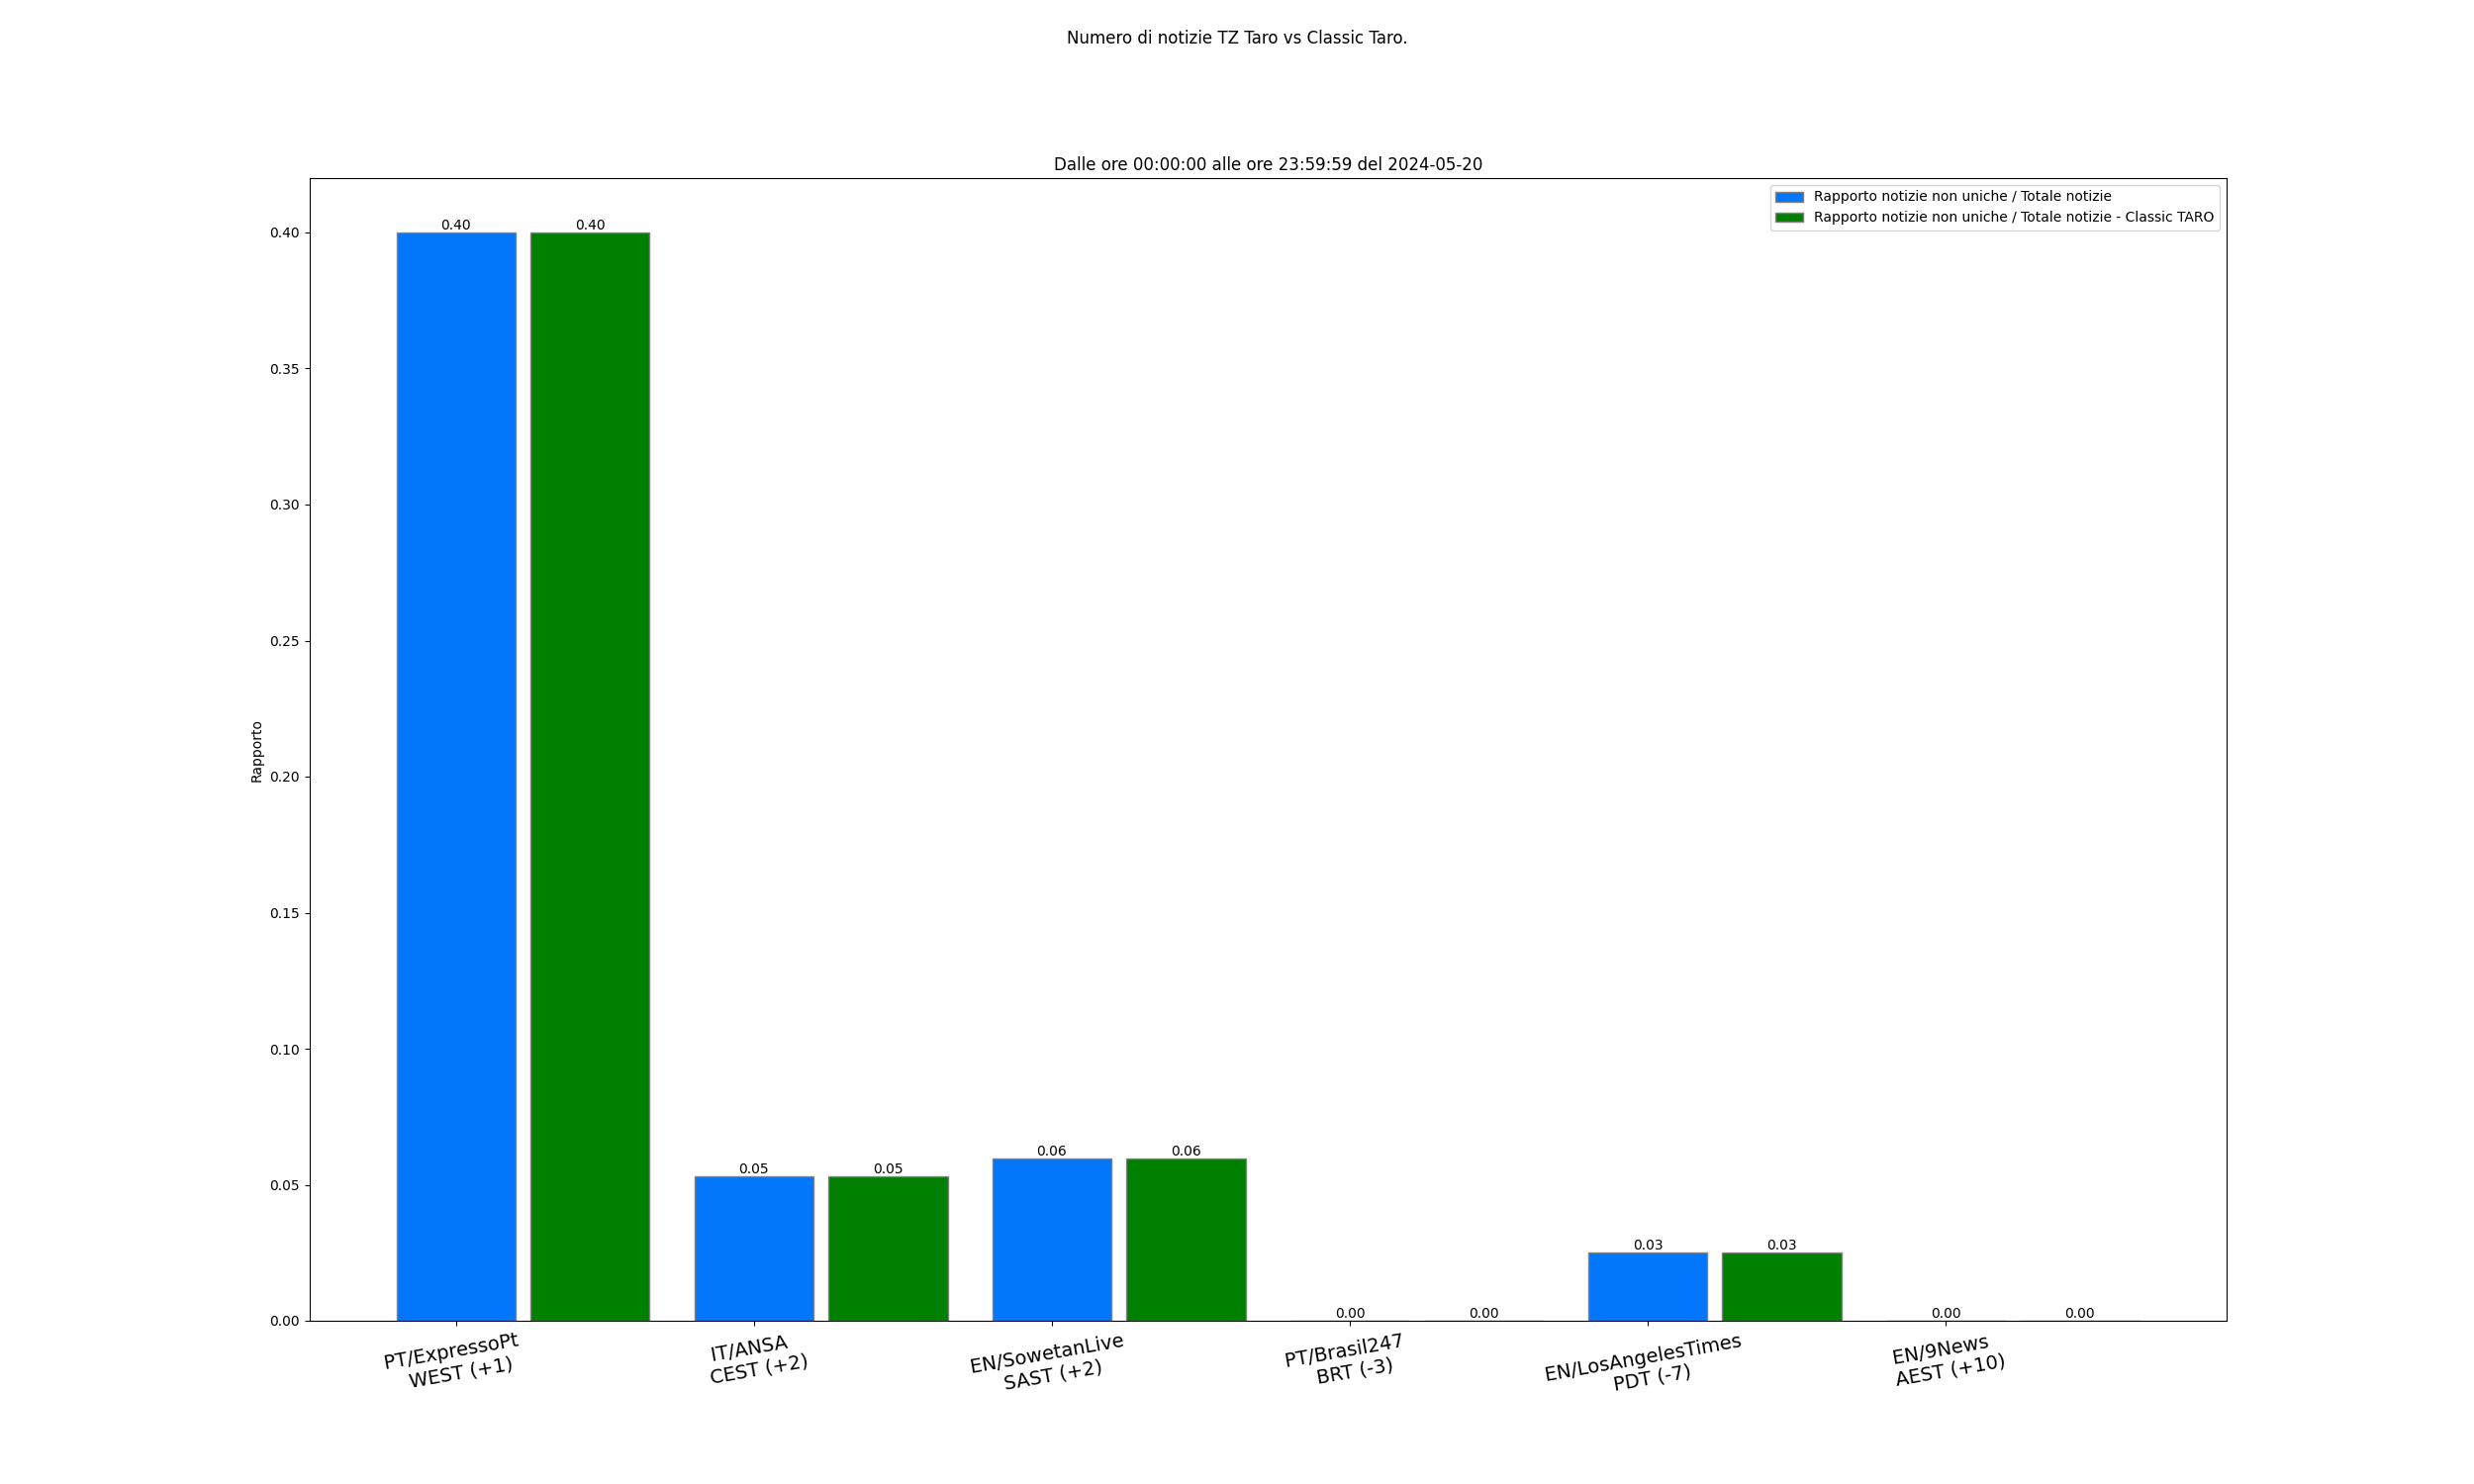 Numero di notizie TZ Taro vs Classic Taro.
Dalle ore 00:00:00 alle ore 23:59:59 del 2024-05-20
Rapporto notizie non uniche / Totale notizie
Rapporto notizie non uniche / Totale notizie - Classic TARO
Rapporto
0.40
0.35
0.30
0.25
0.20
0.15
0.10
0.05
0.00
0.40
0.40
0.05
0.05
0.06
0.06
0.00
0.00
0.03
0.03
0.00
0.00
PT/ExpressoPt
WEST (+1)
IT/ANSA
CEST (+2)
EN/SowetanLive
SAST (+2)
PT/Brasil247
BRT (-3)
EN/LosAngelesTimes
PDT (-7)
EN/9News
AEST (+10)